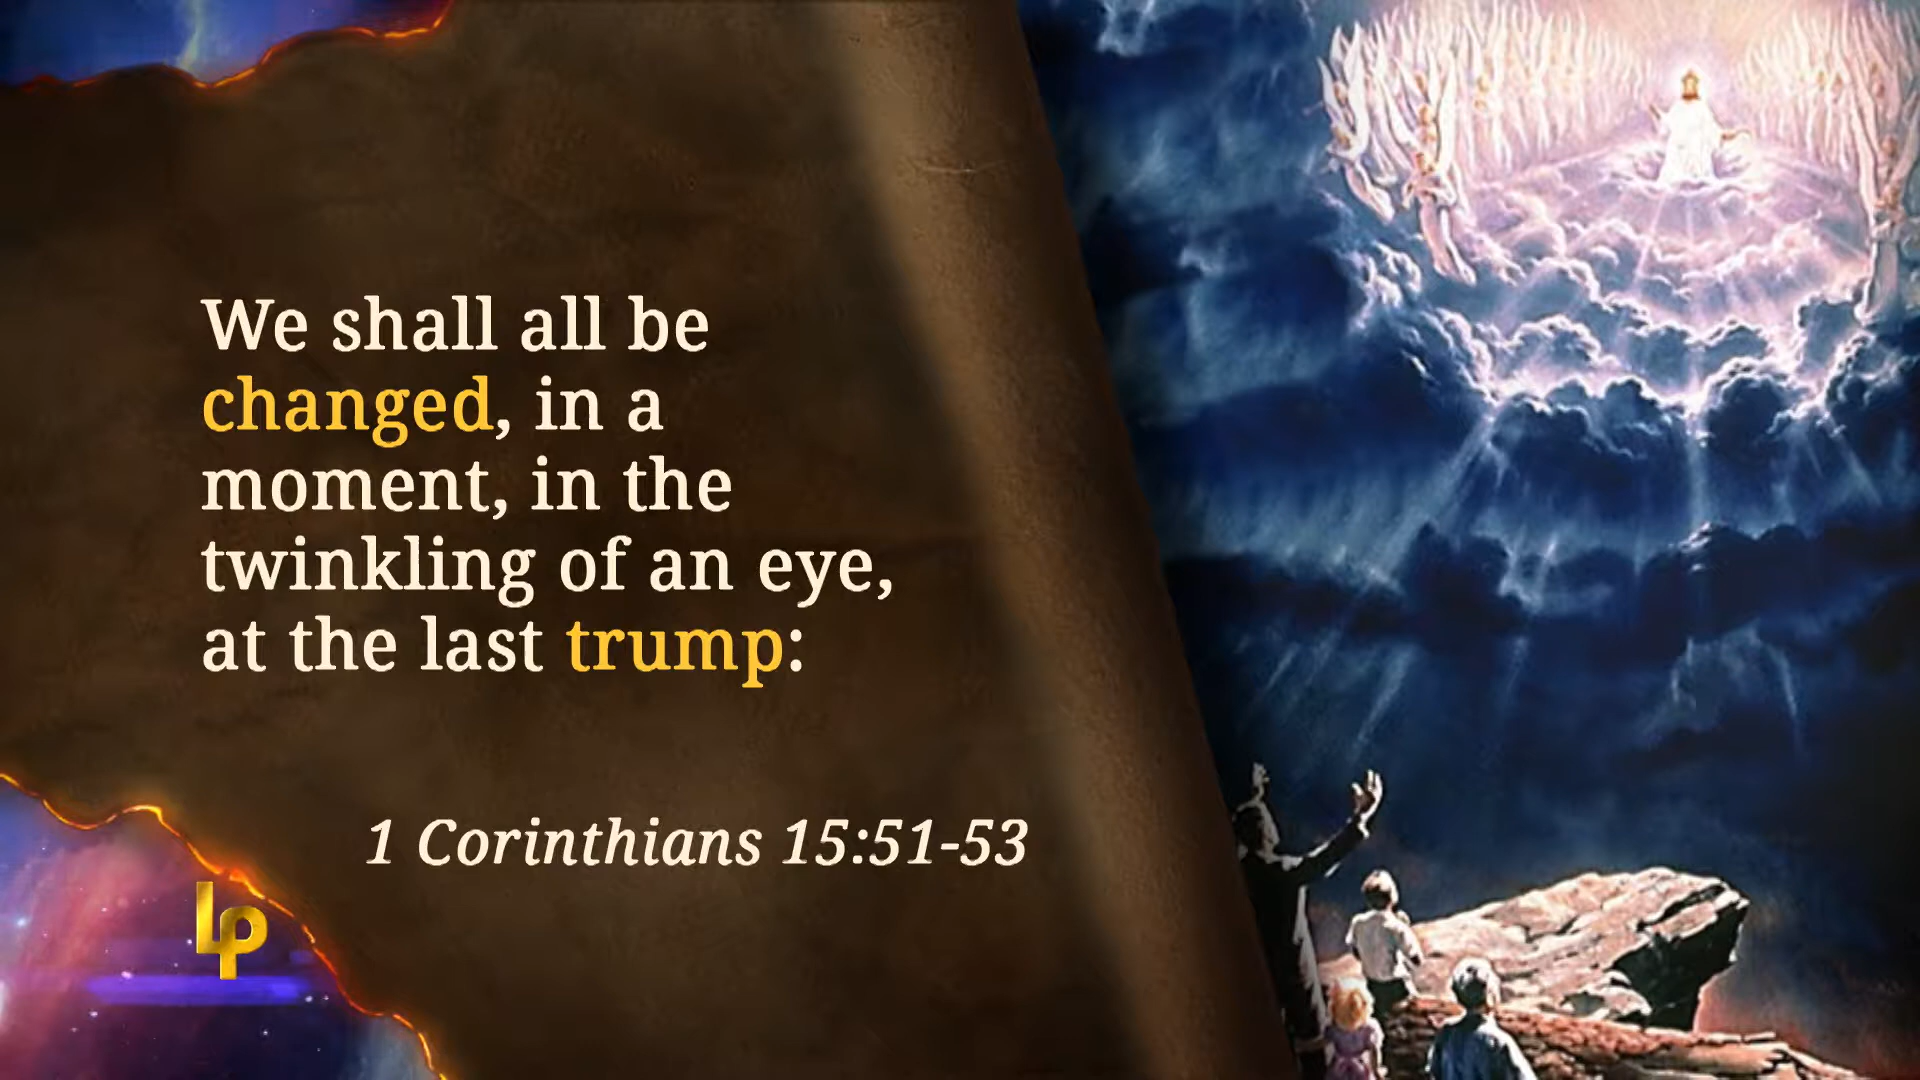 We shall all be
changed, in a
moment, in the
twinkling of an eye,
at the last trump:
1 Corinthians 15:51-53
LP